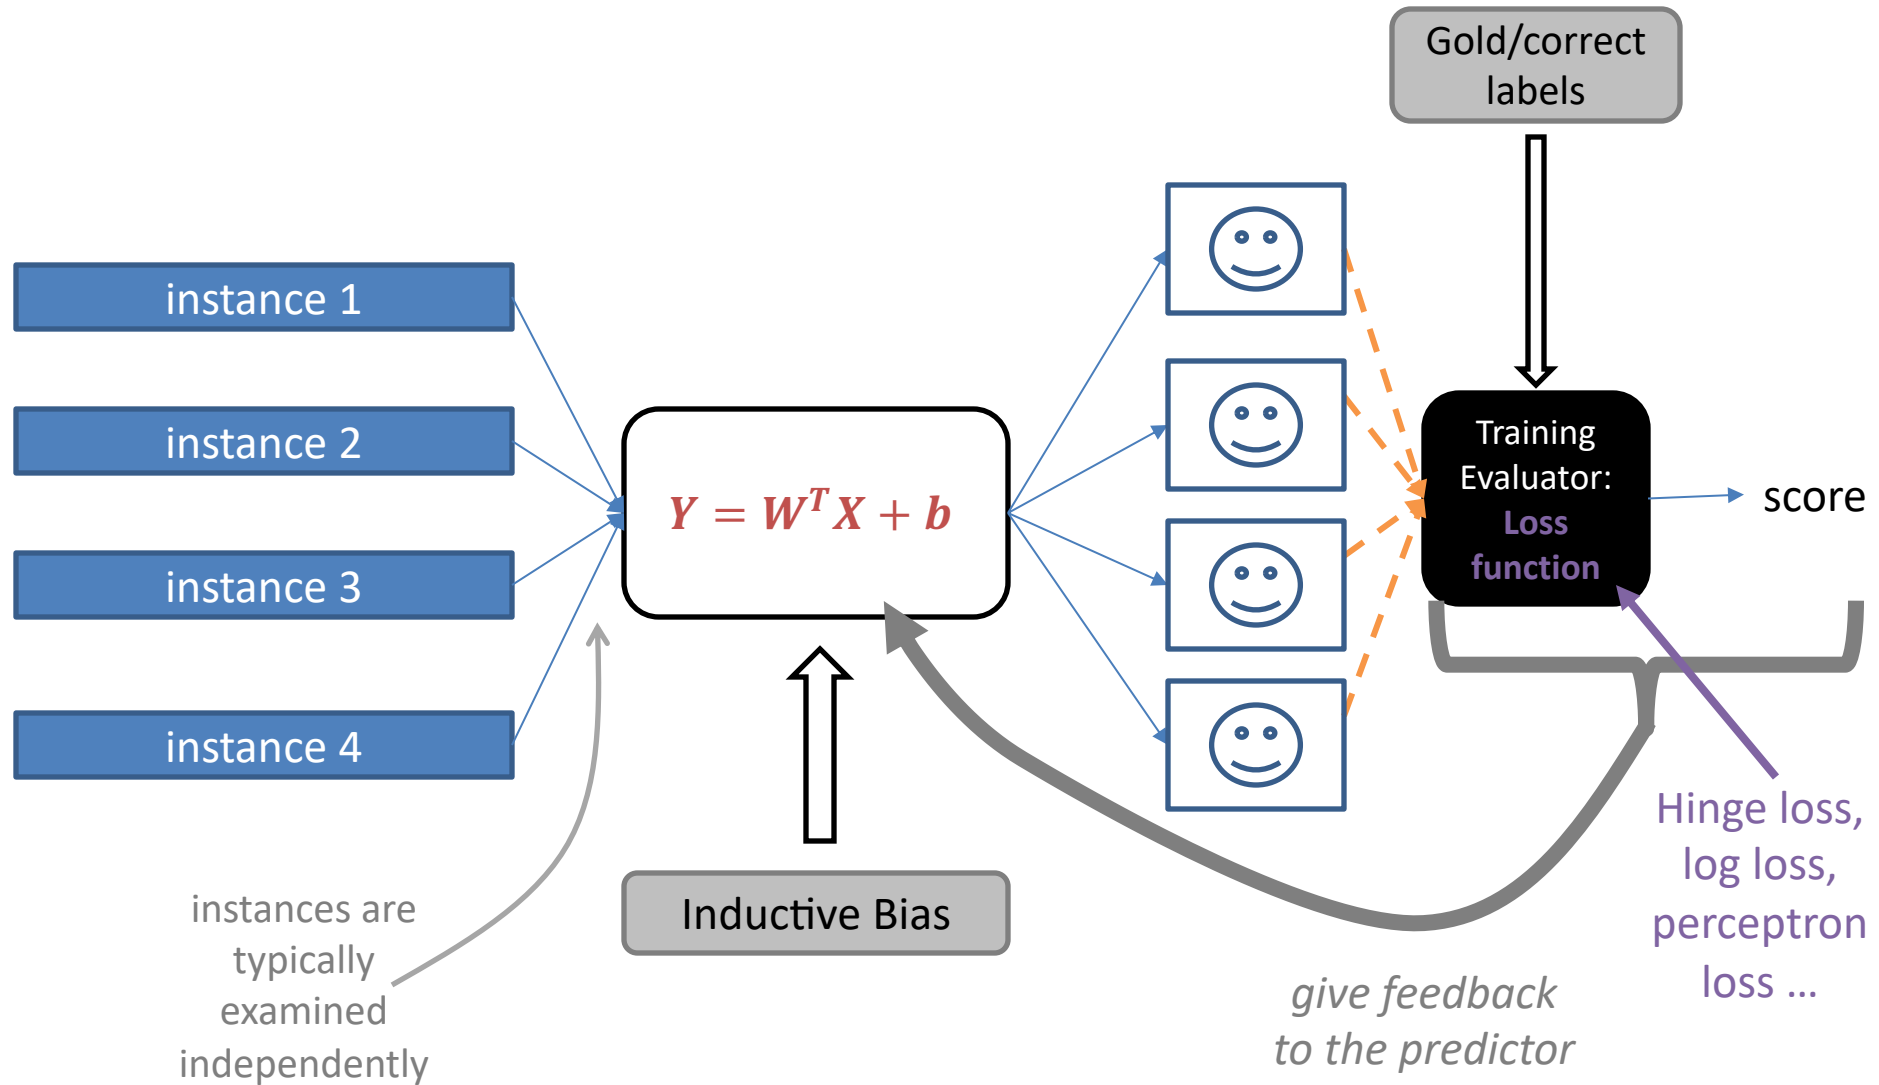 Gold/correct
labels
instance 1
instance 2
instance 3
instance 4
Y = W^T X + b
Training
Evaluator:
Loss
function
score
Inductive Bias
instances are
typically
examined
independently
give feedback
to the predictor
Hinge loss,
log loss,
perceptron
loss ...